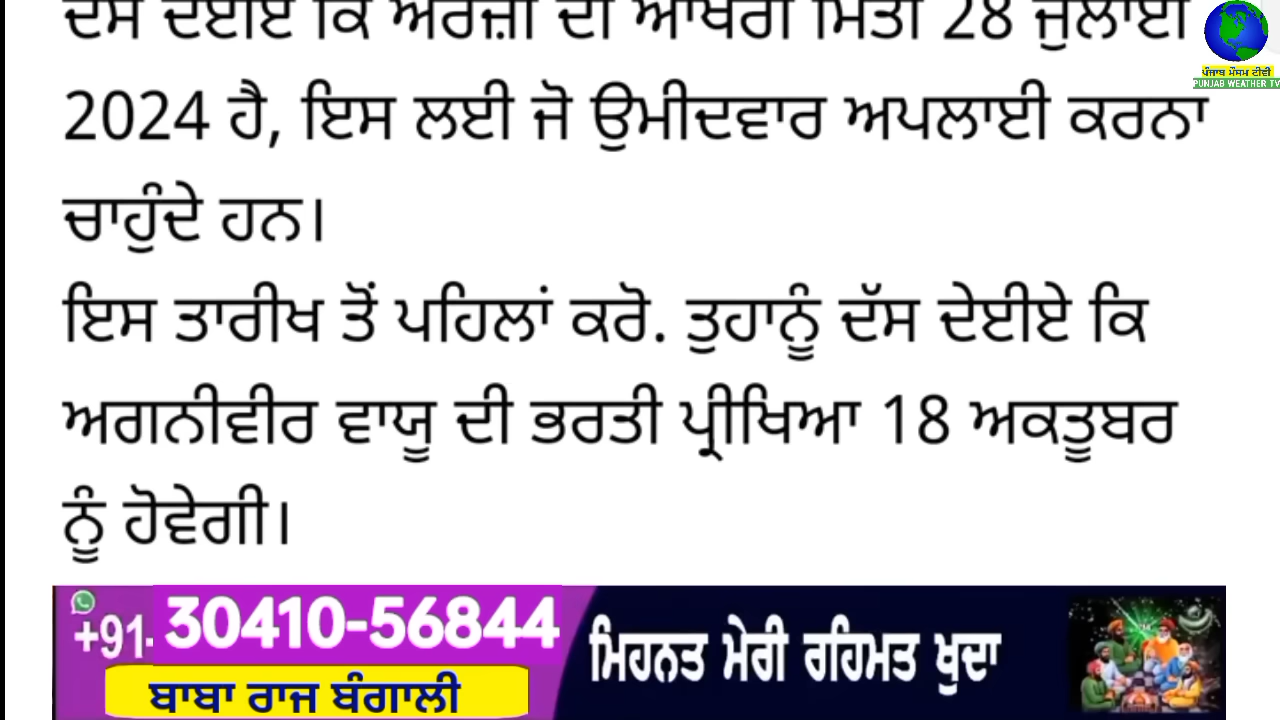 ਦੱਸ ਦੇਈਏ ਕਿ ਅਰਜ਼ੀ ਦੀ ਆਖਰੀ ਮਿਤੀ 28 ਜੁਲਾਈ
2024 ਹੈ, ਇਸ ਲਈ ਜੋ ਉਮੀਦਵਾਰ ਅਪਲਾਈ ਕਰਨਾ
ਚਾਹੁੰਦੇ ਹਨ।
ਇਸ ਤਾਰੀਖ ਤੋਂ ਪਹਿਲਾਂ ਕਰੋ. ਤੁਹਾਨੂੰ ਦੱਸ ਦੇਈਏ ਕਿ
ਅਗਨੀਵੀਰ ਵਾਯੂ ਦੀ ਭਰਤੀ ਪ੍ਰੀਖਿਆ 18 ਅਕਤੂਬਰ
ਨੂੰ ਹੋਵੇਗੀ।
ਪੰਜਾਬ ਮੌਸਮ ਟੀਵੀ
PUNJAB WEATHER TV
+91- 30410-56844
ਬਾਬਾ ਰਾਜ ਬੰਗਾਲੀ
ਮਿਹਨਤ ਮੇਰੀ ਰਹਿਮਤ ਖੁਦਾ